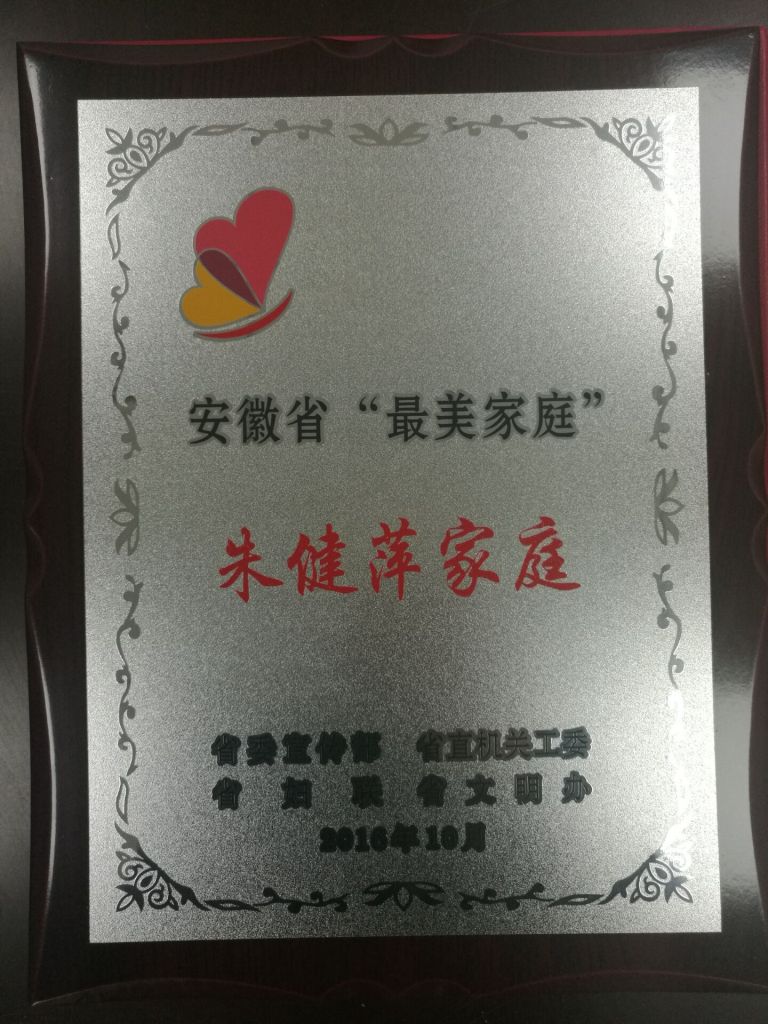 安徽省“最美家庭”
朱健萍家庭
省委宣传部 省直机关工委
省妇联 省文明办
2016年10月